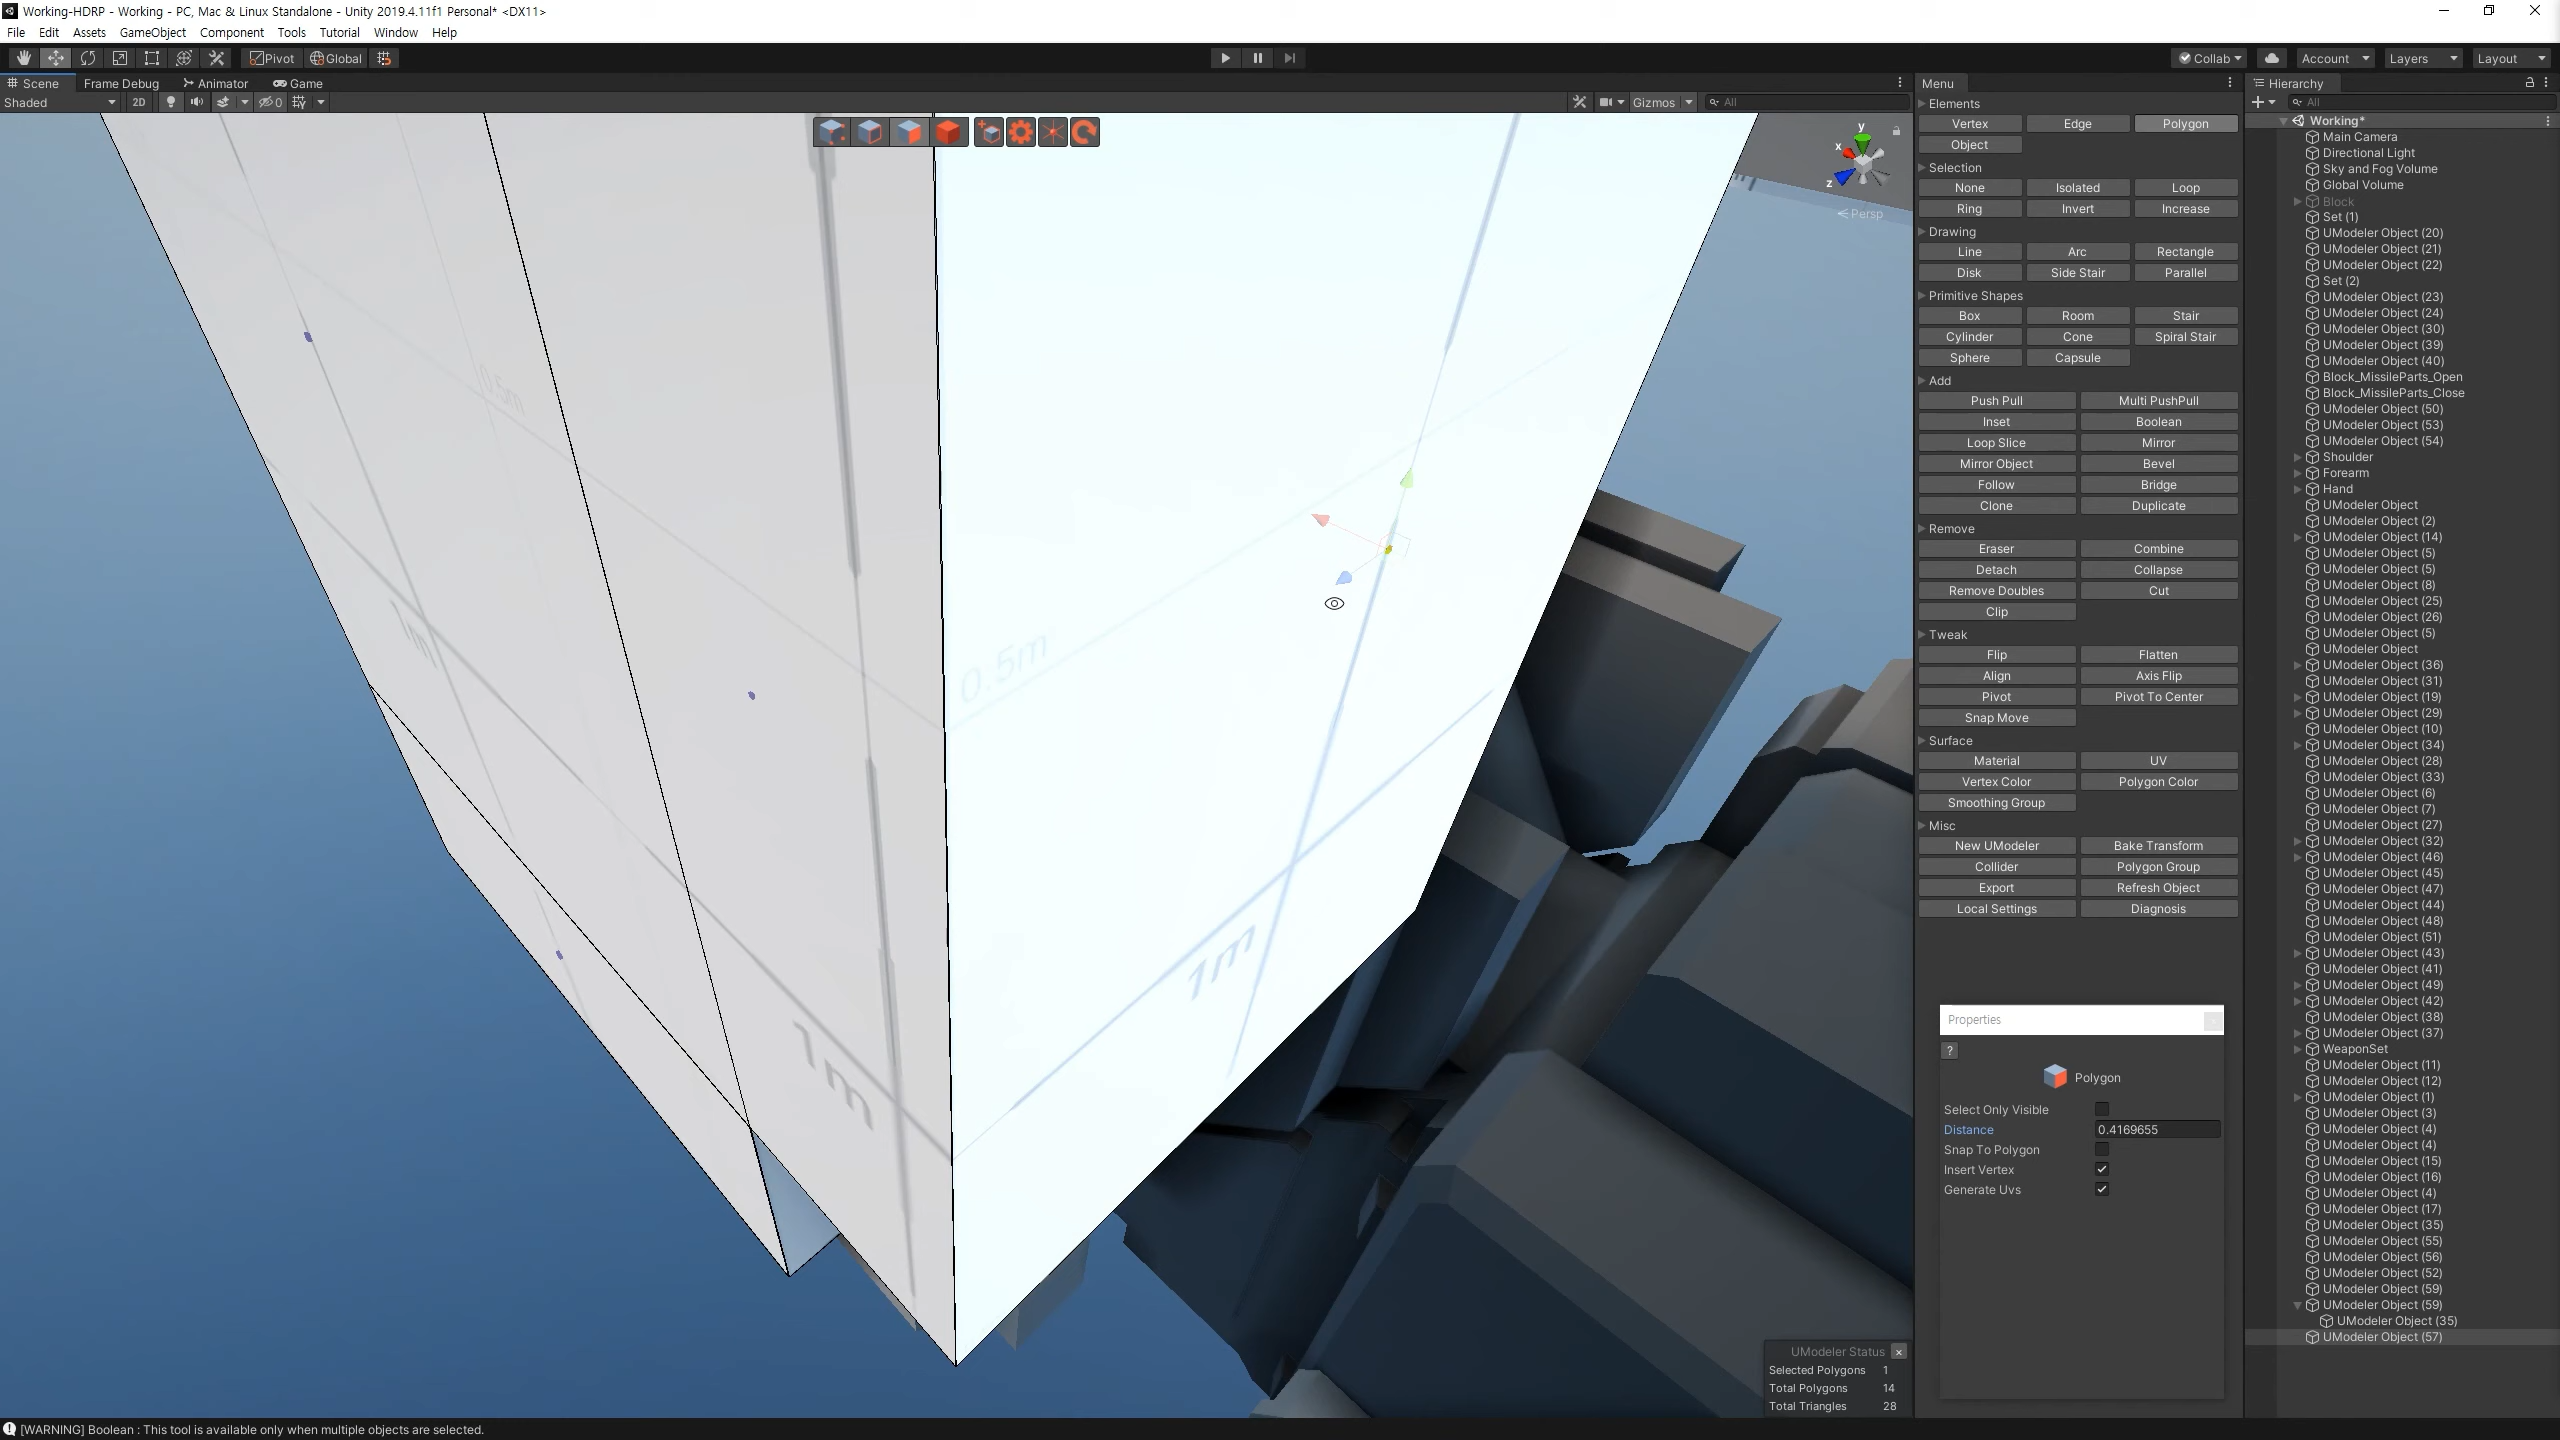 Working-HDRP - Working - PC, Mac & Linux Standalone - Unity 2019.4.11f1 Personal* <DX11>
File Edit Assets GameObject Component Tools Tutorial Window Help
Pivot Global Collab Account Layers Layout
Scene Frame Debug Animator Game
Shaded 2D 0 Gizmos All
y
x
z
Persp
0.5m
0.5m
1m
1m
1m
Menu
Elements
Vertex Edge Polygon
Object
Selection
None Isolated Loop
Ring Invert Increase
Drawing
Line Arc Rectangle
Disk Side Stair Parallel
Primitive Shapes
Box Room Stair
Cylinder Cone Spiral Stair
Sphere Capsule
Add
Push Pull Multi PushPull
Inset Boolean
Loop Slice Mirror
Mirror Object Bevel
Follow Bridge
Clone Duplicate
Remove
Eraser Combine
Detach Collapse
Remove Doubles Cut
Clip
Tweak
Flip Flatten
Align Axis Flip
Pivot Pivot To Center
Snap Move
Surface
Material UV
Vertex Color Polygon Color
Smoothing Group
Misc
New UModeler Bake Transform
Collider Polygon Group
Export Refresh Object
Local Settings Diagnosis
Properties
?
Polygon
Select Only Visible
Distance 0.4169655
Snap To Polygon
Insert Vertex
Generate Uvs
UModeler Status
Selected Polygons 1
Total Polygons 14
Total Triangles 28
Hierarchy
All
Working*
Main Camera
Directional Light
Sky and Fog Volume
Global Volume
Block
Set (1)
UModeler Object (20)
UModeler Object (21)
UModeler Object (22)
Set (2)
UModeler Object (23)
UModeler Object (24)
UModeler Object (30)
UModeler Object (39)
UModeler Object (40)
Block_MissileParts_Open
Block_MissileParts_Close
UModeler Object (50)
UModeler Object (53)
UModeler Object (54)
Shoulder
Forearm
Hand
UModeler Object
UModeler Object (2)
UModeler Object (14)
UModeler Object (5)
UModeler Object (5)
UModeler Object (8)
UModeler Object (25)
UModeler Object (26)
UModeler Object (5)
UModeler Object
UModeler Object (36)
UModeler Object (31)
UModeler Object (19)
UModeler Object (29)
UModeler Object (10)
UModeler Object (34)
UModeler Object (28)
UModeler Object (33)
UModeler Object (6)
UModeler Object (7)
UModeler Object (27)
UModeler Object (32)
UModeler Object (46)
UModeler Object (45)
UModeler Object (47)
UModeler Object (44)
UModeler Object (48)
UModeler Object (51)
UModeler Object (43)
UModeler Object (41)
UModeler Object (49)
UModeler Object (42)
UModeler Object (38)
UModeler Object (37)
WeaponSet
UModeler Object (11)
UModeler Object (12)
UModeler Object (1)
UModeler Object (3)
UModeler Object (4)
UModeler Object (4)
UModeler Object (15)
UModeler Object (16)
UModeler Object (4)
UModeler Object (17)
UModeler Object (35)
UModeler Object (55)
UModeler Object (56)
UModeler Object (52)
UModeler Object (59)
UModeler Object (59)
UModeler Object (35)
UModeler Object (57)
[WARNING] Boolean : This tool is available only when multiple objects are selected.